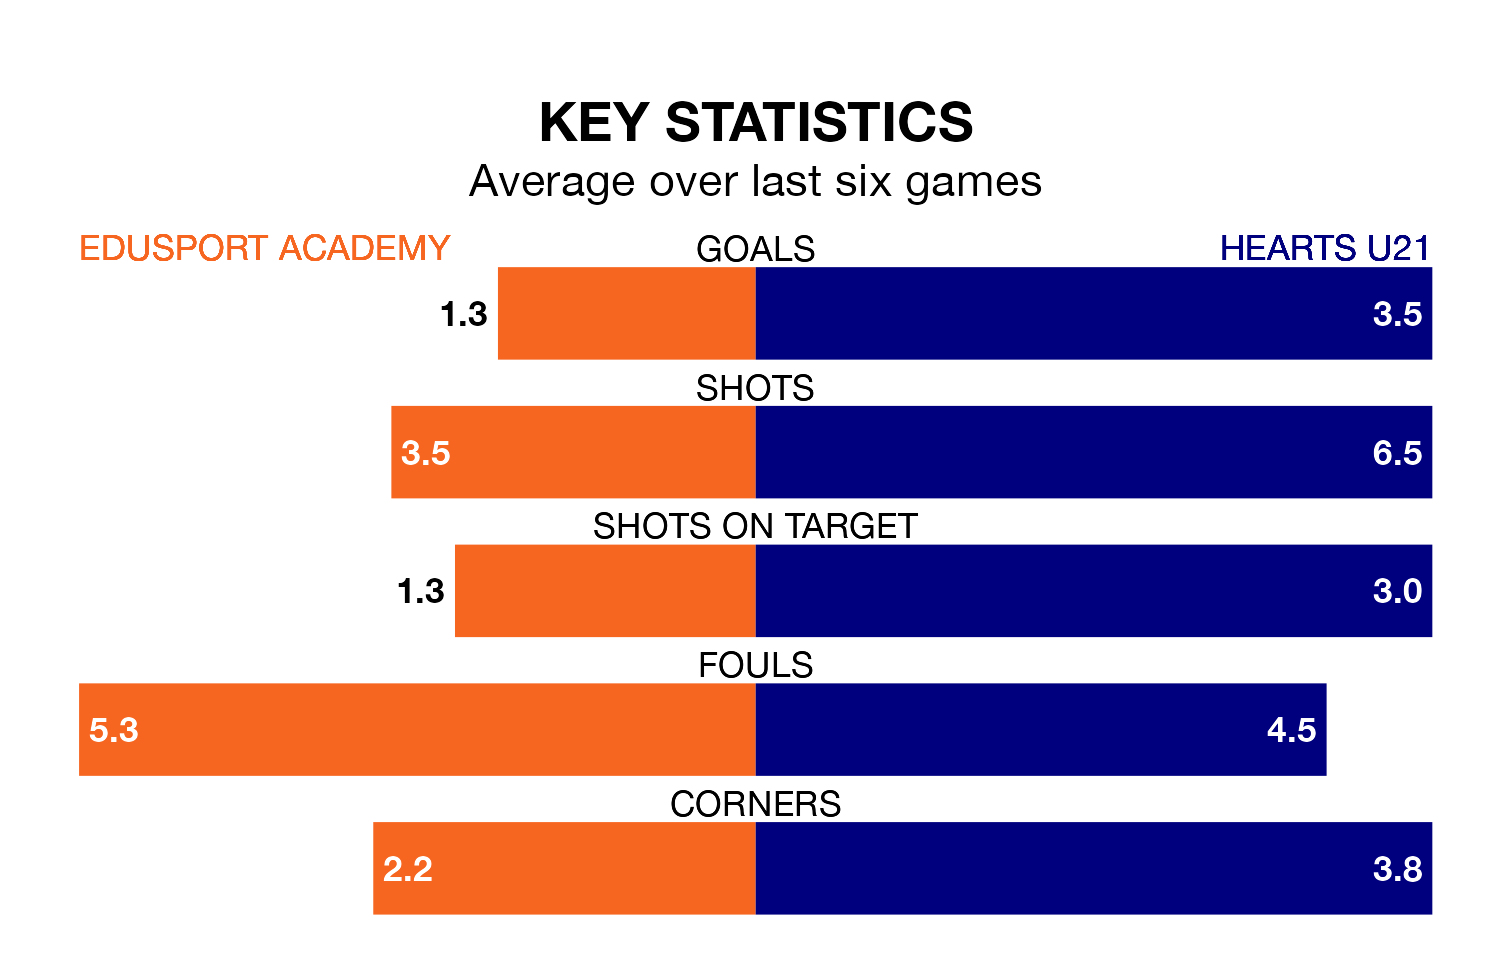 KEY STATISTICS
Average over last six games
EDUSPORT ACADEMY GOALS HEARTS U21
1.3 3.5
SHOTS
3.5 6.5
SHOTS ON TARGET
1.3 3.0
FOULS
5.3 4.5
CORNERS
2.2 3.8